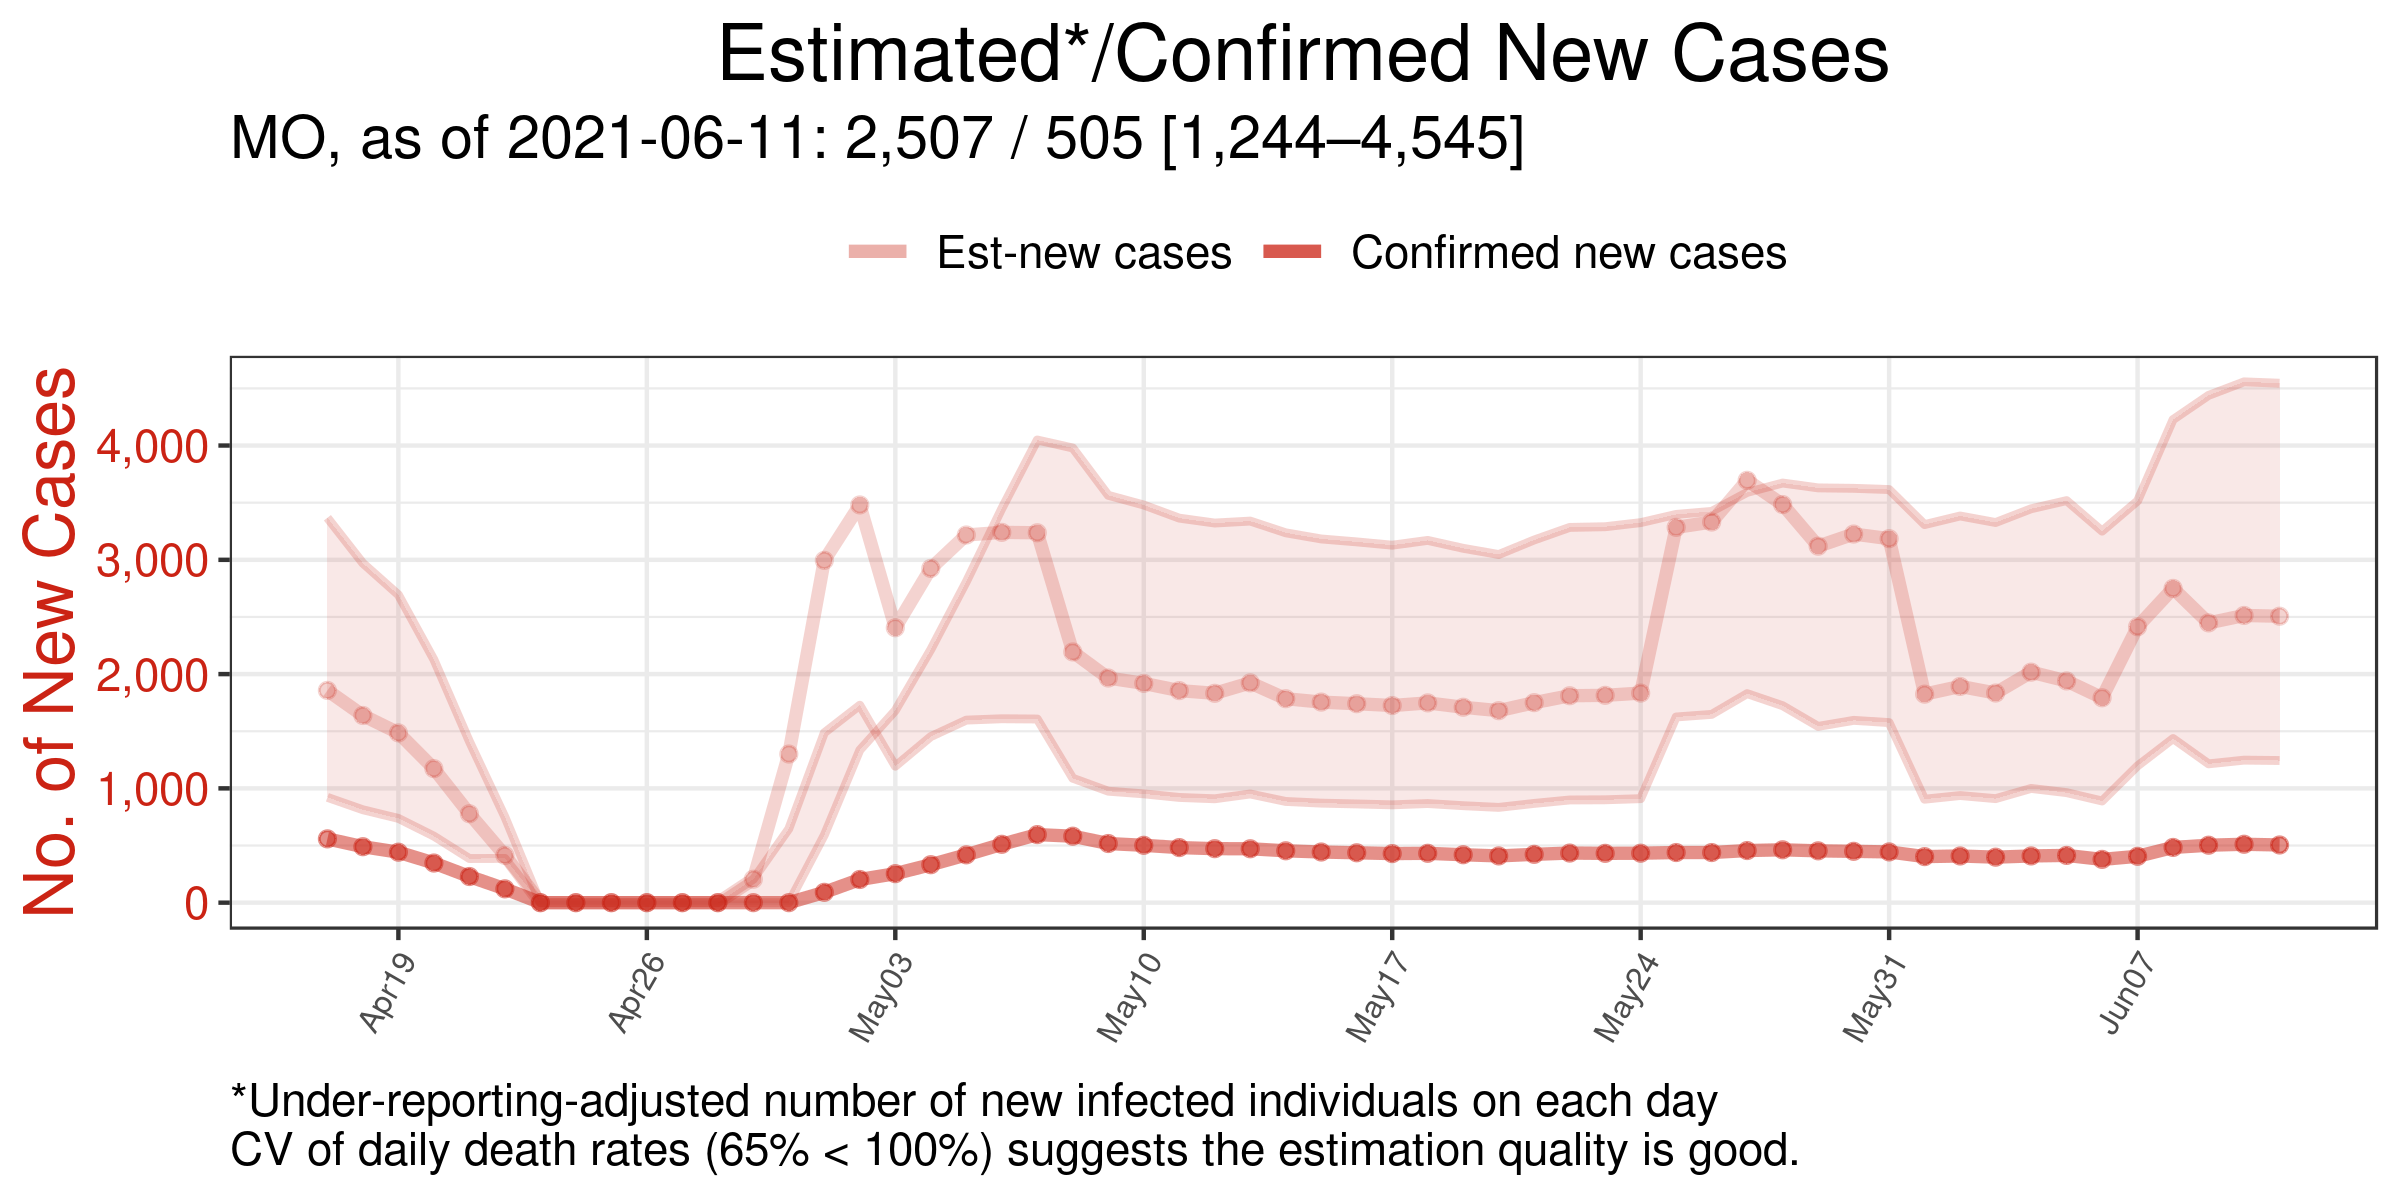 Estimated*/Confirmed New Cases
MO, as of 2021-06-11: 2,507 / 505 [1,244–4,545]
Est-new cases
Confirmed new cases
No. of New Cases
4,000
3,000
2,000
1,000
0
Apr19
Apr26
May03
May10
May17
May24
May31
Jun07
*Under-reporting-adjusted number of new infected individuals on each day
CV of daily death rates (65% < 100%) suggests the estimation quality is good.